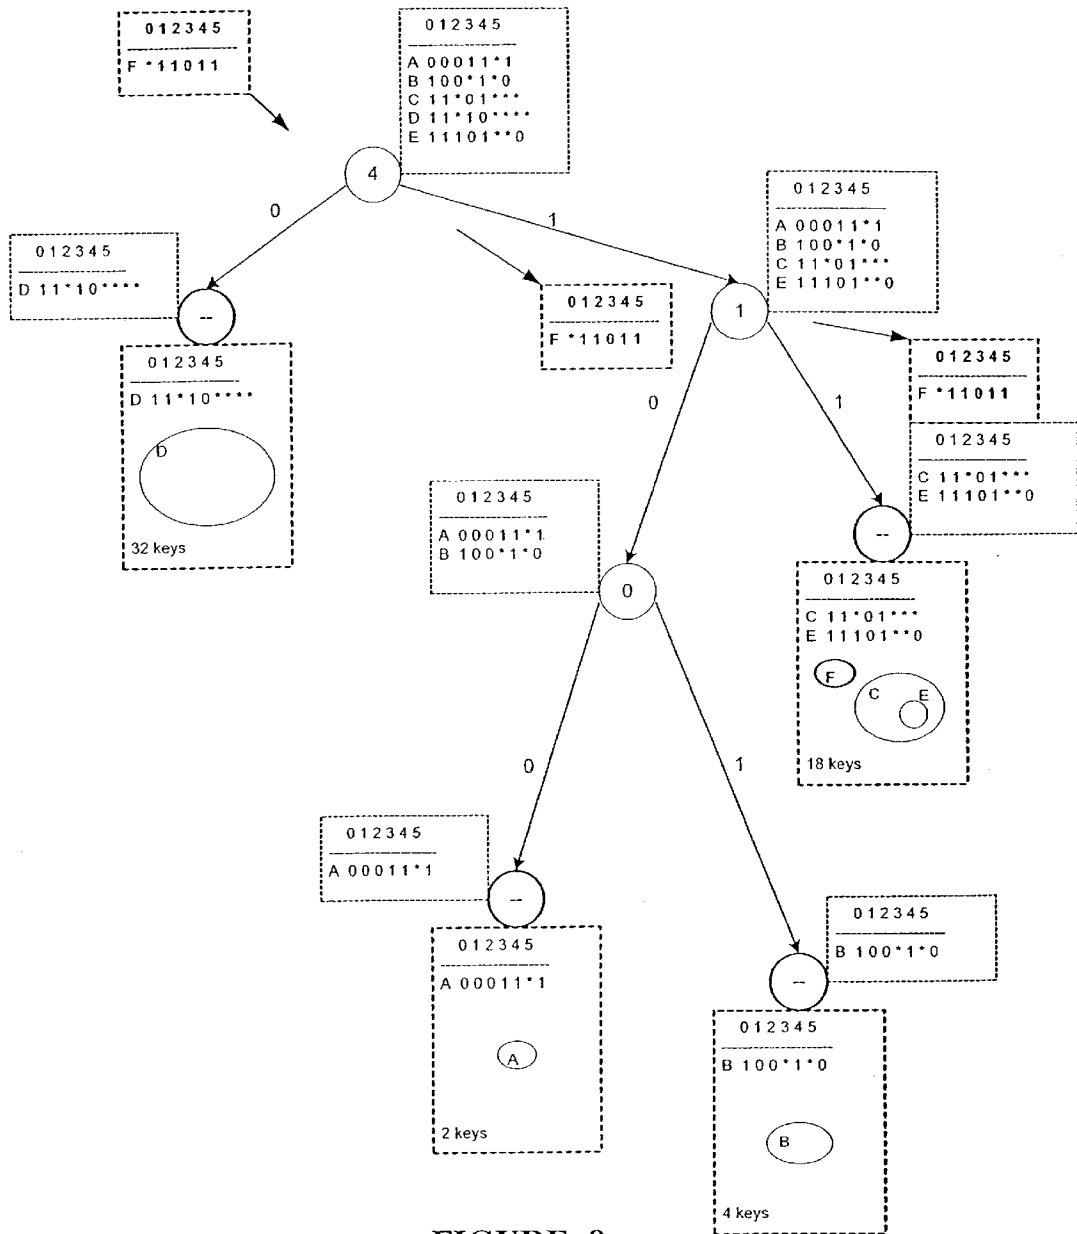 012345
F *11011
012345
A 00011*1
B 100*1*0
C 11*01***
D 11*10****
E 11101**0
4
0
1
012345
D 11*10****
--
012345
D 11*10****
D
32 keys
012345
F *11011
012345
A 00011*1
B 100*1*0
C 11*01***
E 11101**0
1
0
1
012345
F *11011
012345
C 11*01***
E 11101**0
--
012345
C 11*01***
E 11101**0
F
C
E
18 keys
012345
A 00011*1
B 100*1*0
0
0
1
012345
A 00011*1
--
012345
A 00011*1
A
2 keys
012345
B 100*1*0
--
012345
B 100*1*0
B
4 keys